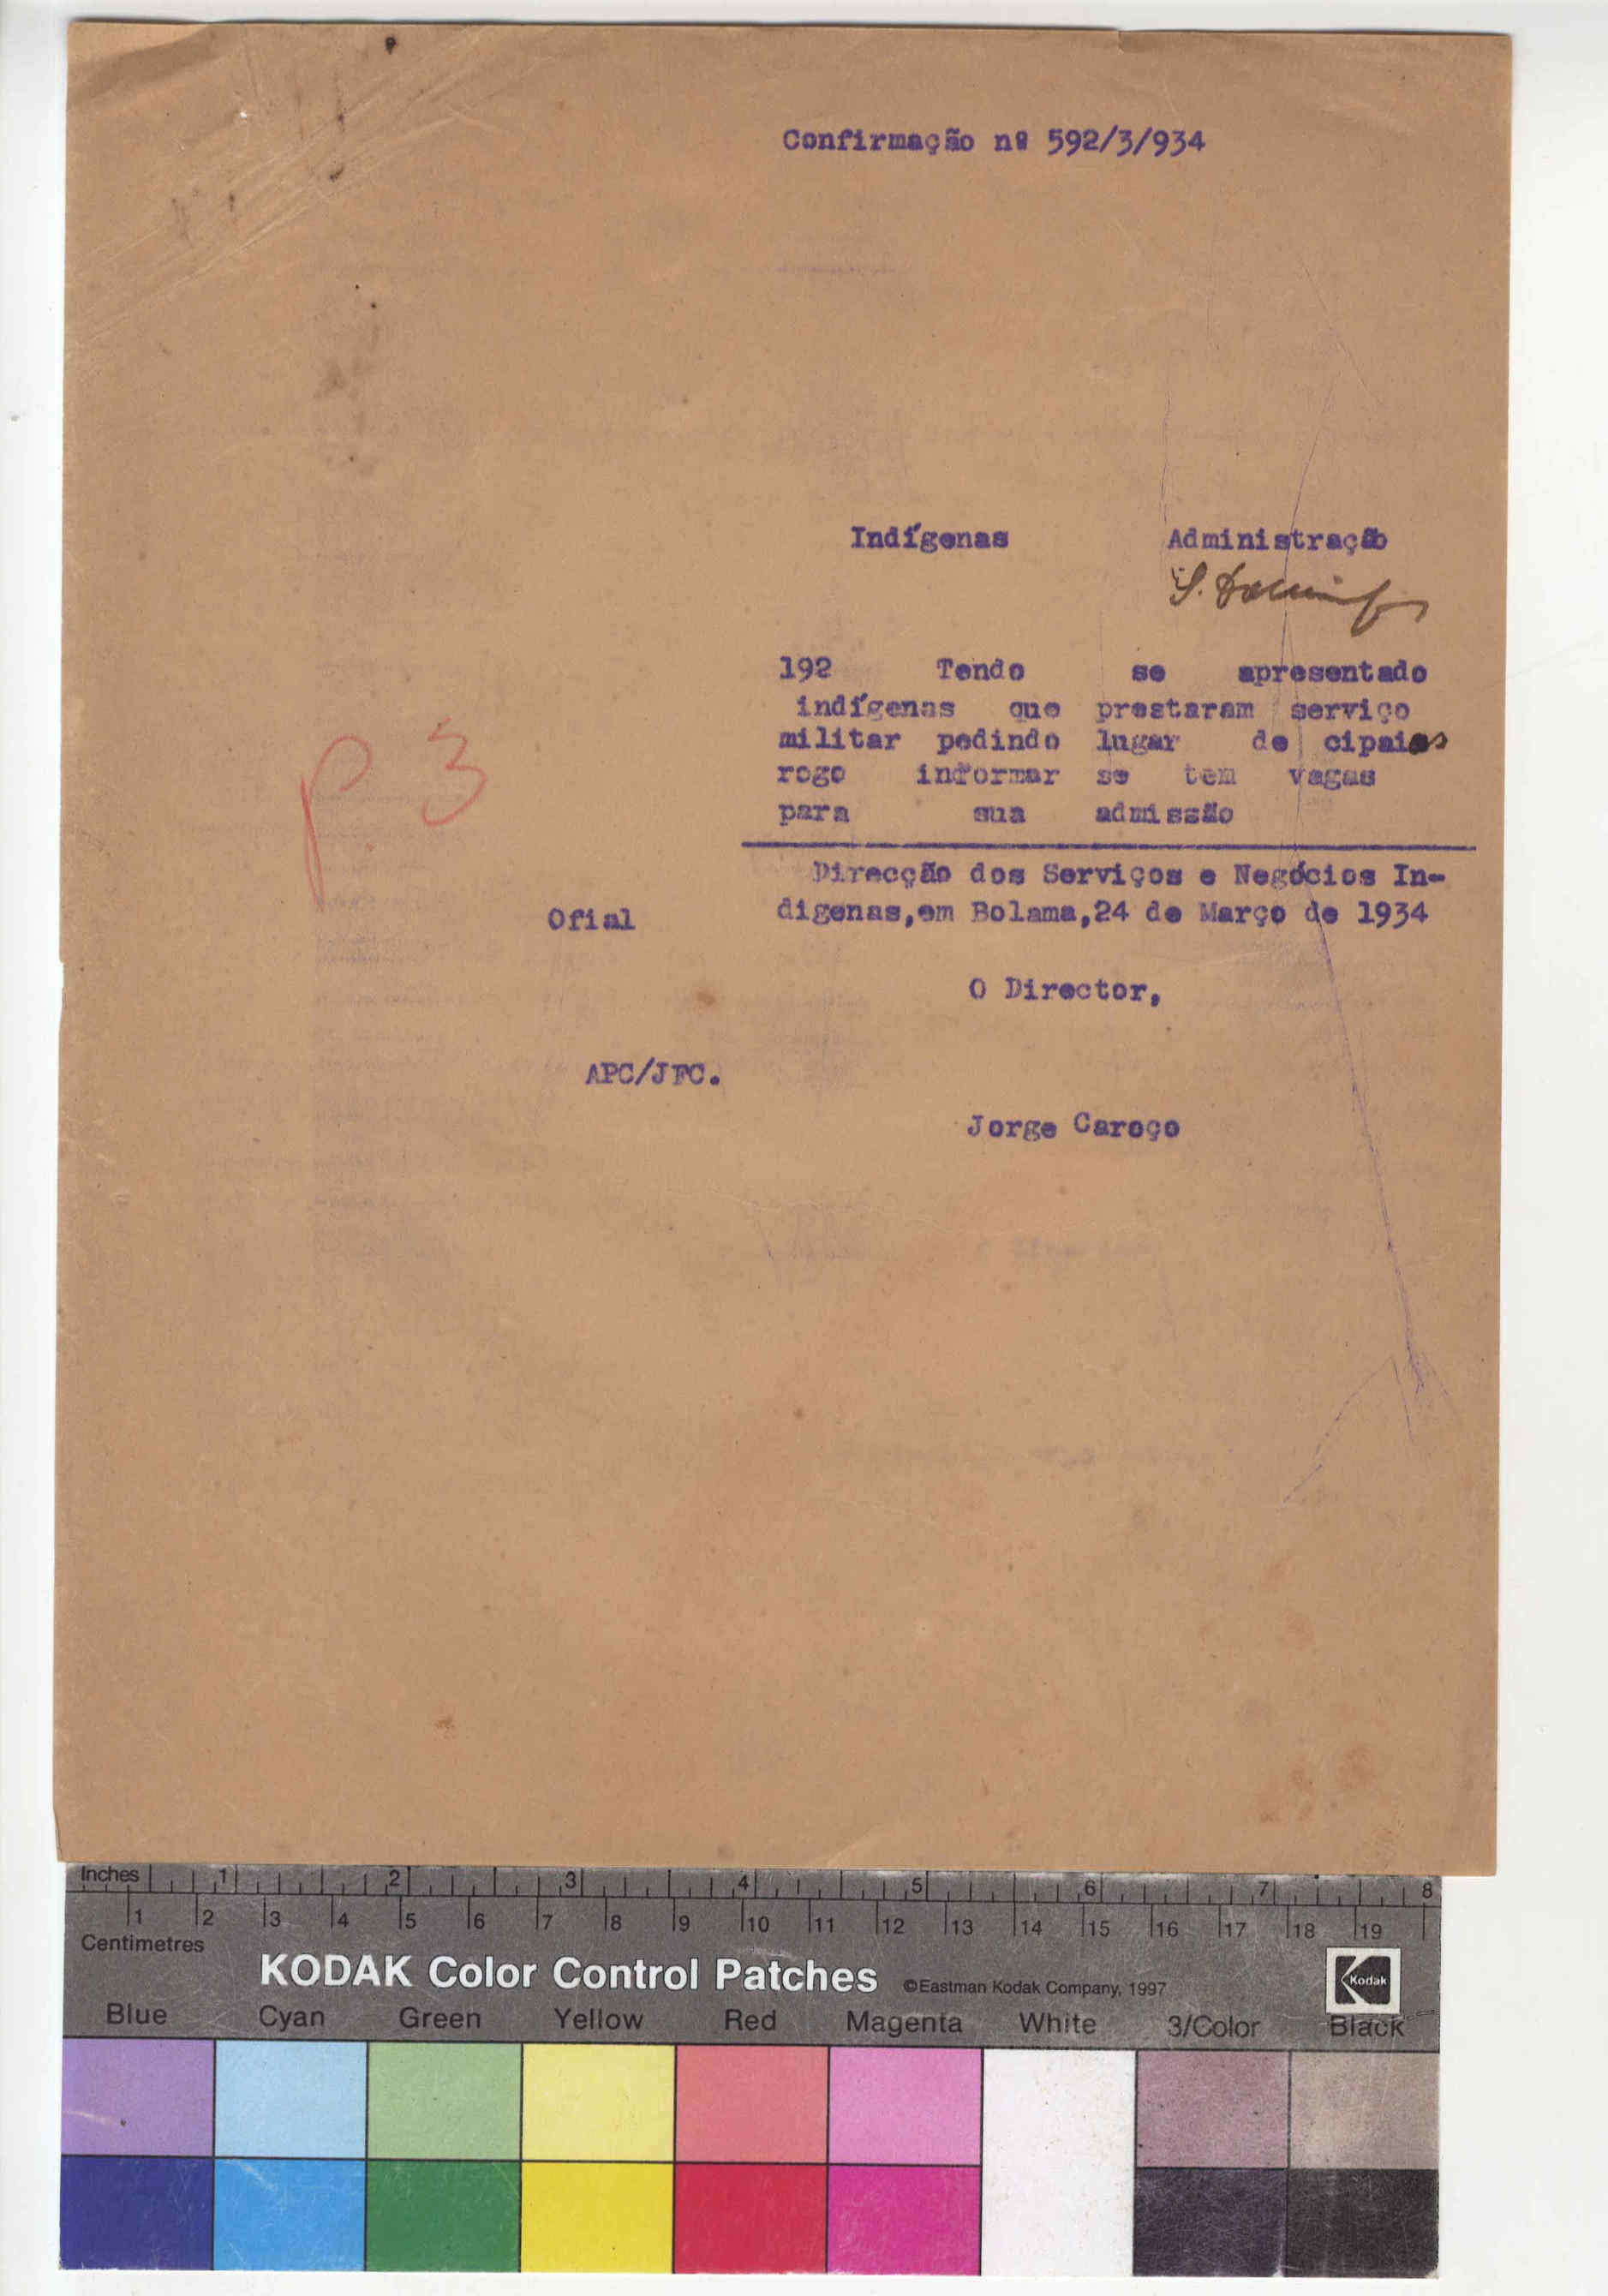 Confirmação nº 592/3/934
Indígenas Administração
S. Domingos
192 Tendo se apresentado
indígenas que prestaram serviço
militar pedindo lugar de cipaios
rogo informar se tem vagas
para sua admissão
p 3
Direcção dos Serviços e Negócios In-
digenas,em Bolama,24 de Março de 1934
Ofial
O Director,
APC/JFC.
Jorge Caroço
Inches 1 2 3 4 5 6 7 8
1 2 3 4 5 6 7 8 9 10 11 12 13 14 15 16 17 18 19
Centimetres
KODAK Color Control Patches ©Eastman Kodak Company, 1997 Kodak
Blue Cyan Green Yellow Red Magenta White 3/Color Black